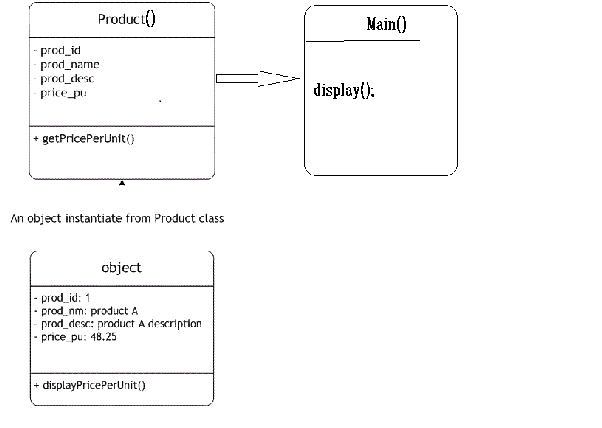 Product()
- prod_id
- prod_name
- prod_desc
- price_pu
+ getPricePerUnit()
Main()
display();
An object instantiate from Product class
object
- prod_id: 1
- prod_nm: product A
- prod_desc: product A description
- price_pu: 48.25
+ displayPricePerUnit()